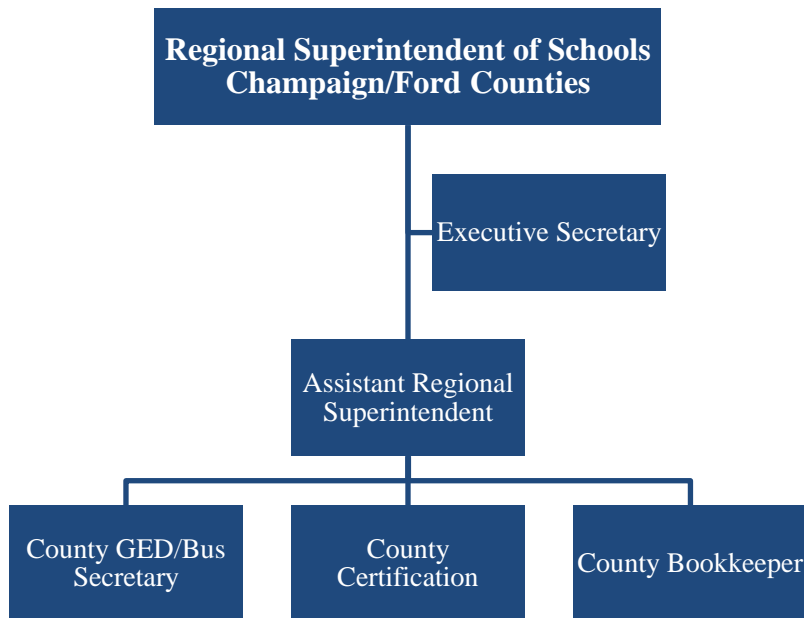 Regional Superintendent of Schools
Champaign/Ford Counties
Executive Secretary
Assistant Regional
Superintendent
County GED/Bus
Secretary
County
Certification
County Bookkeeper